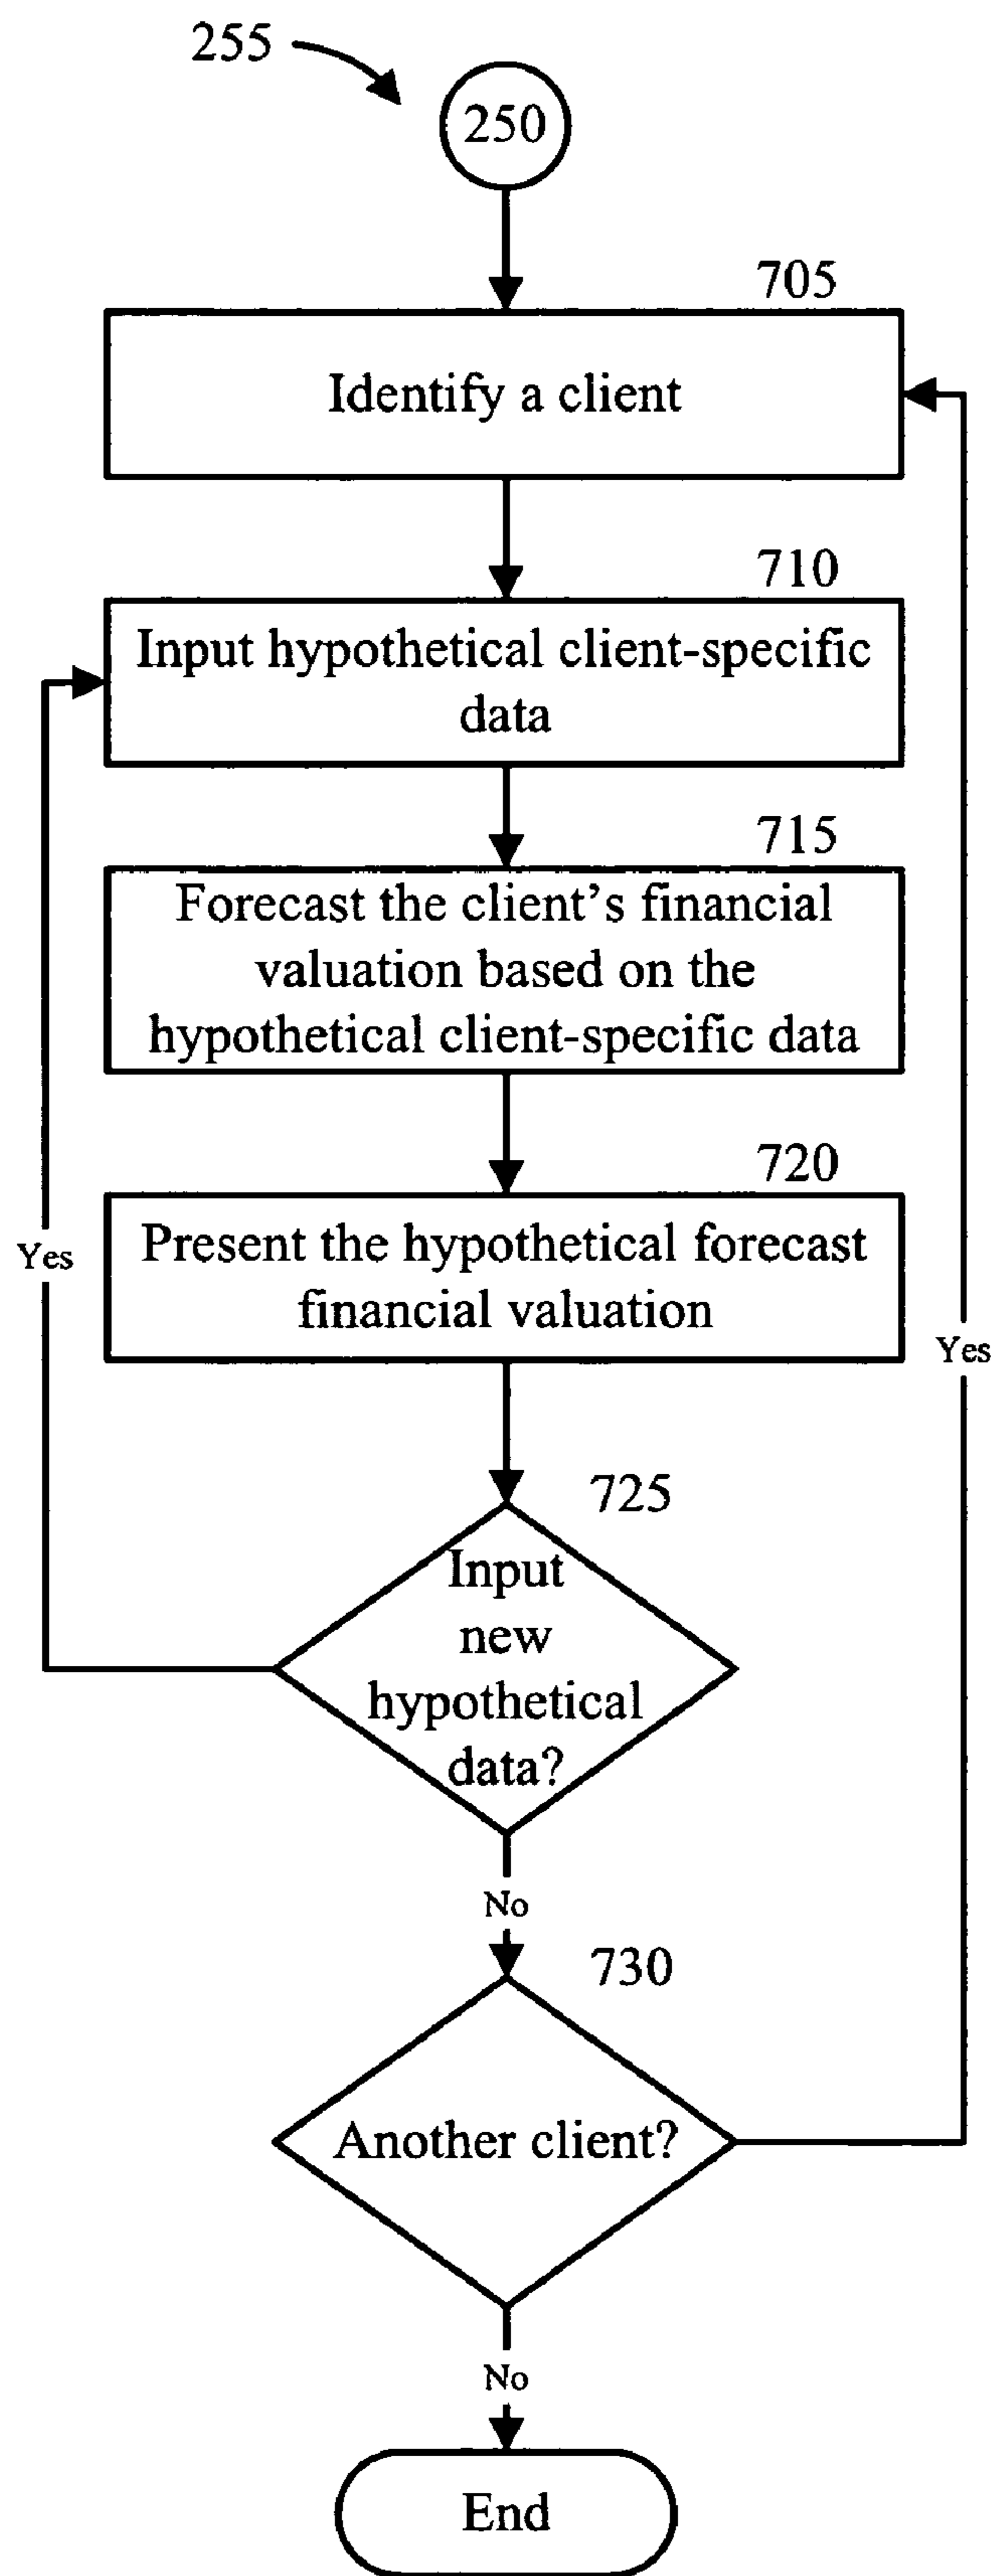 255
250
705
Identify a client
710
Input hypothetical client-specific
data
715
Forecast the client's financial
valuation based on the
hypothetical client-specific data
720
Present the hypothetical forecast
financial valuation
Yes
Yes
725
Input
new
hypothetical
data?
No
730
Another client?
No
End